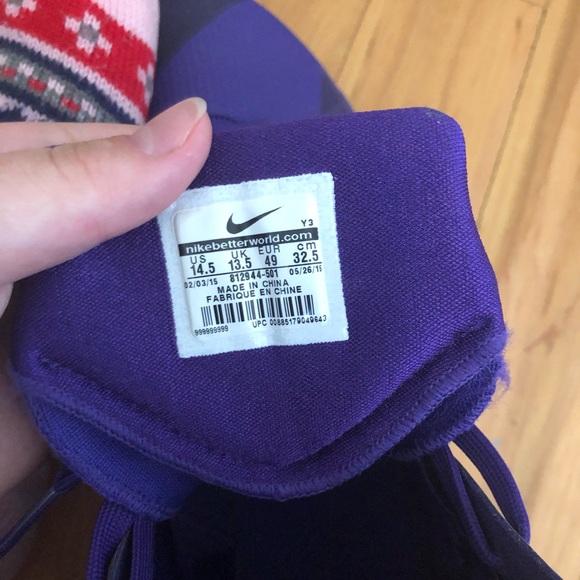 Y3
nikebetterworld.com
US UK EUR cm
14.5 13.5 49 32.5
02/03/15 812944-501 05/26/15
MADE IN CHINA
FABRIQUE EN CHINE
999999999 UPC 00885179049643